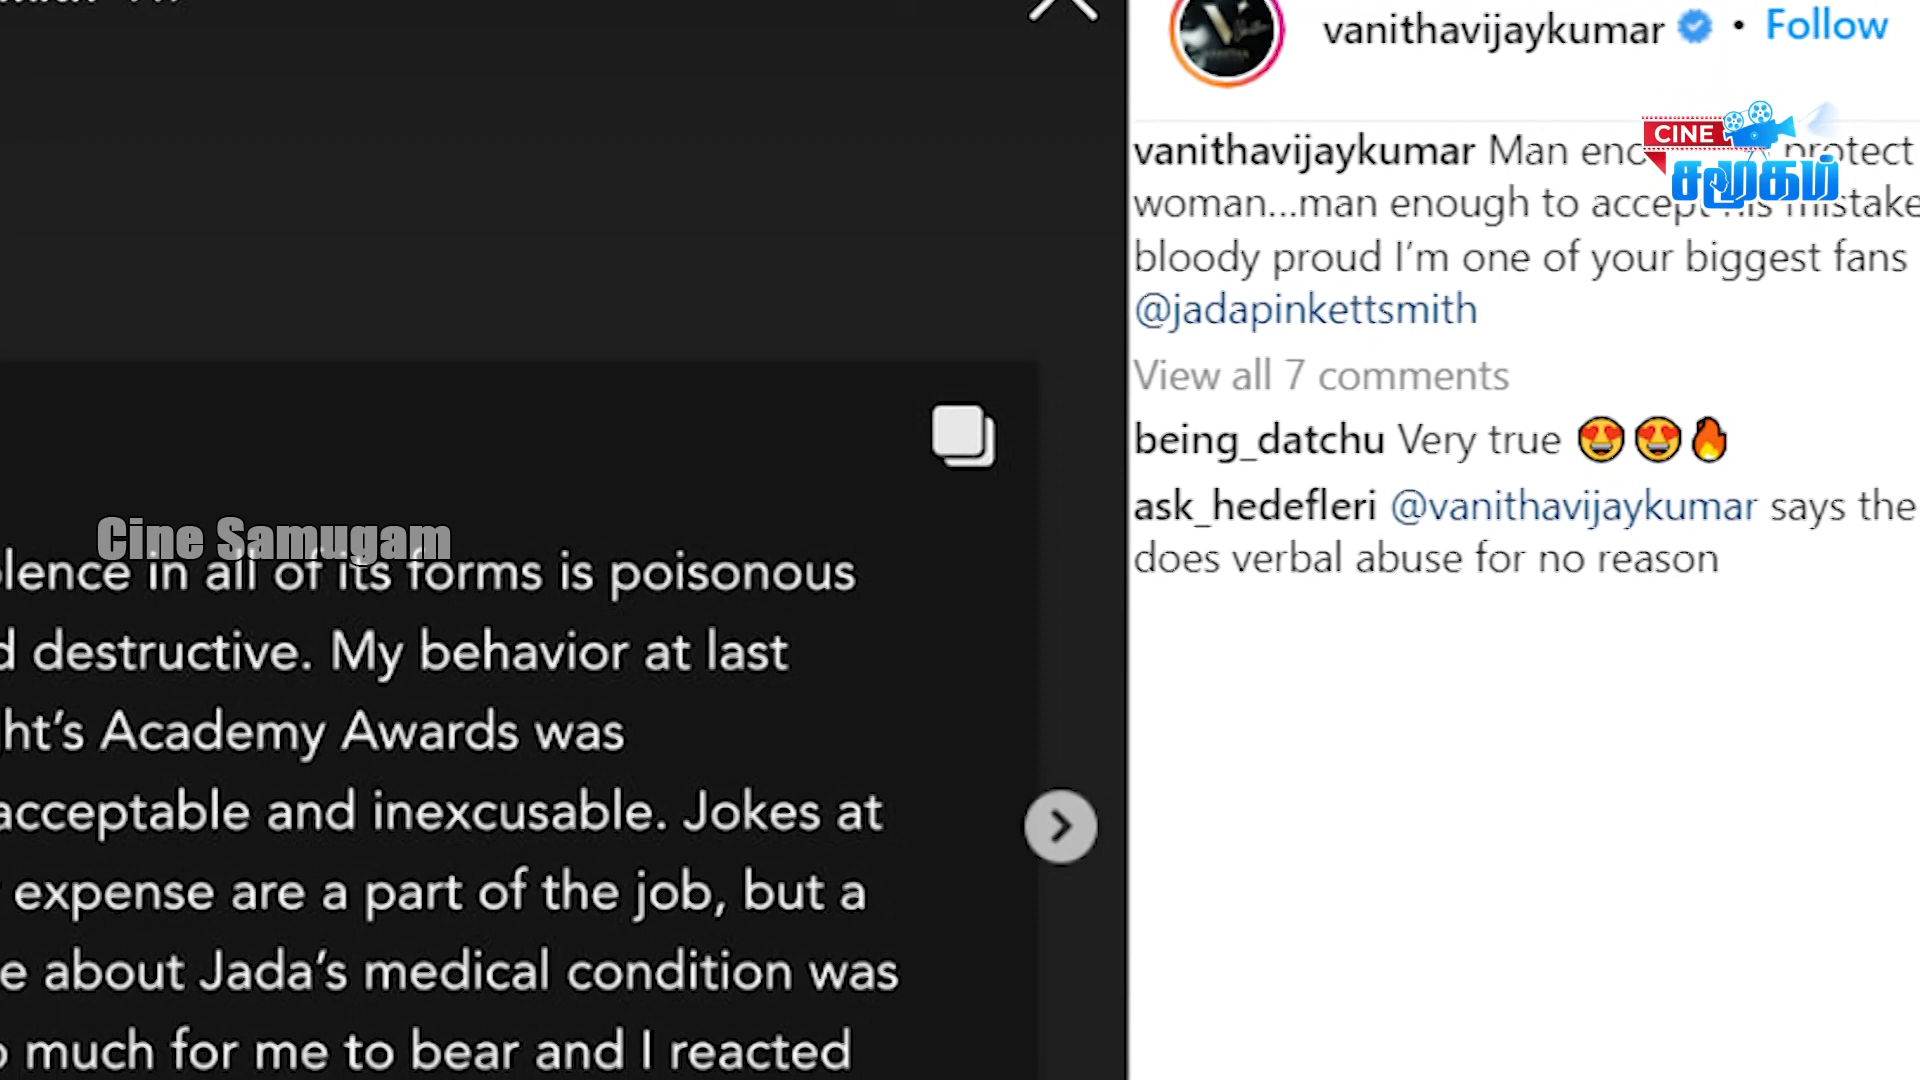 vanithavijaykumar • Follow
CINE
சமூகம்
vanithavijaykumar Man protect
woman...man enough to accept his mistake
bloody proud I'm one of your biggest fans
@jadapinkettsmith
View all 7 comments
being_datchu Very true 😍😍🔥
ask_hedefleri @vanithavijaykumar says the
does verbal abuse for no reason
Cine Samugam
in all of its forms is poisonous
destructive. My behavior at last
Academy Awards was
and inexcusable. Jokes at
expense are a part of the job, but a
about Jada's medical condition was
much for me to bear and I reacted